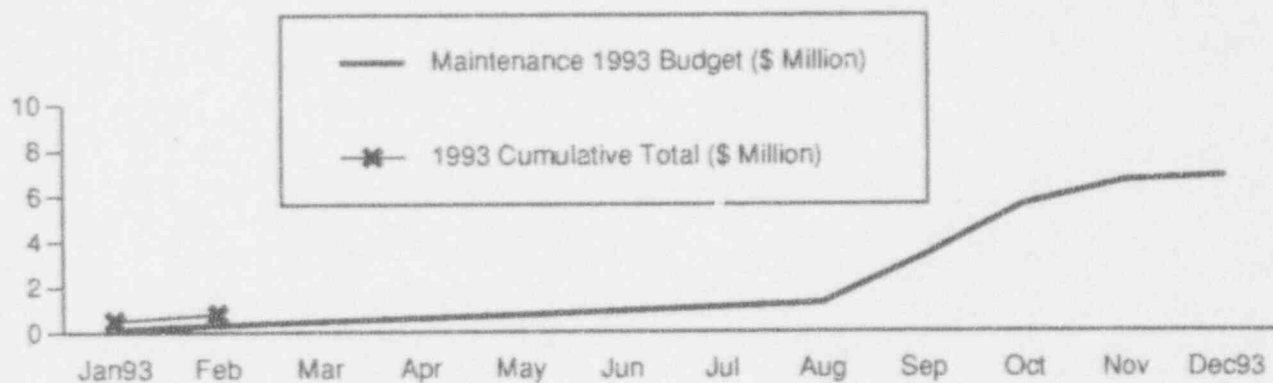 Maintenance 1993 Budget ($ Million)
1993 Cumulative Total ($ Million)
10
8
6
4
2
0
Jan93 Feb Mar Apr May Jun Jul Aug Sep Oct Nov Dec93